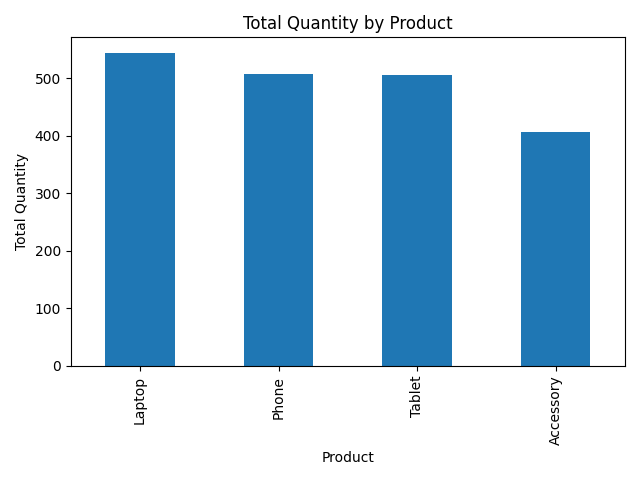 Total Quantity by Product
Total Quantity
500
400
300
200
100
0
Laptop
Phone
Tablet
Accessory
Product